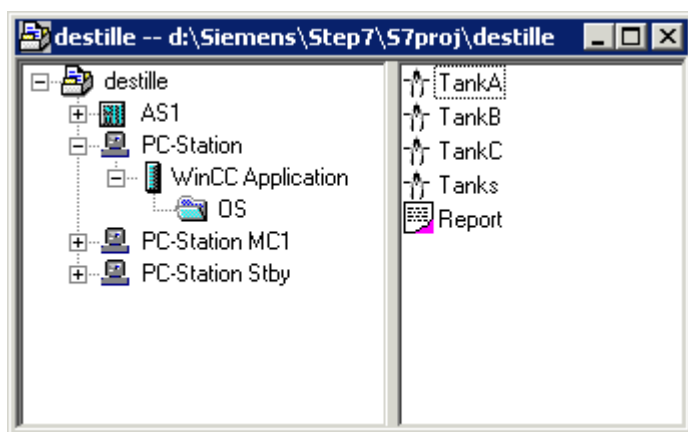 destille -- d:\Siemens\Step7\S7proj\destille
destille
AS1
PC-Station
WinCC Application
OS
PC-Station MC1
PC-Station Stby
TankA
TankB
TankC
Tanks
Report